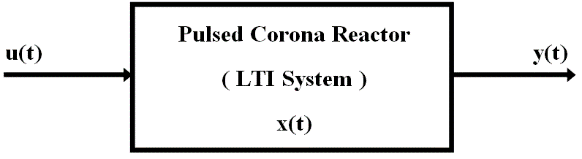 Pulsed Corona Reactor
u(t)
y(t)
( LTI System )
x(t)